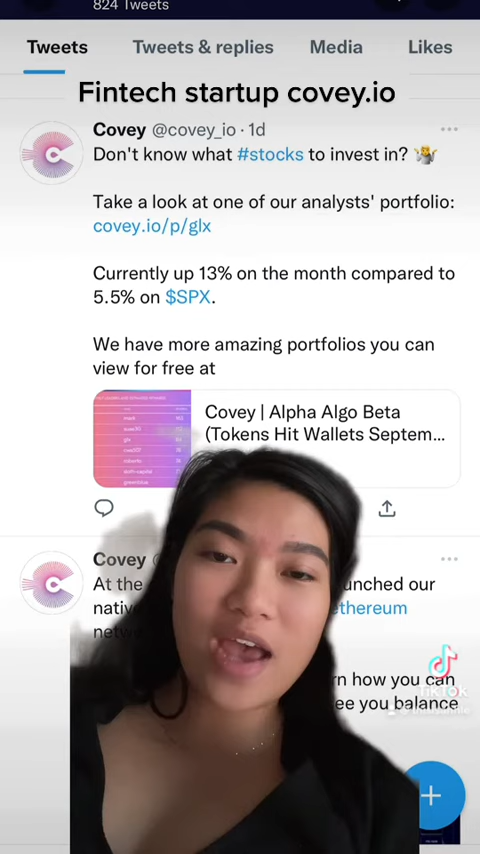 824 Tweets
Tweets Tweets & replies Media Likes
Fintech startup covey.io
Covey @covey_io · 1d
Don't know what #stocks to invest in? 🤷
Take a look at one of our analysts' portfolio:
covey.io/p/glx
Currently up 13% on the month compared to
5.5% on $SPX.
We have more amazing portfolios you can
view for free at
Covey | Alpha Algo Beta
(Tokens Hit Wallets Septem...
Covey
At the
unched our
nativ
ethereum
rn how you can
ee you balance
TikTok